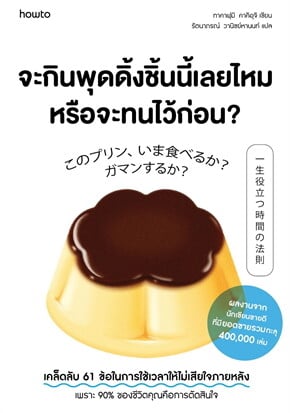 howto
ทาคาฟุมิ คากิอุจิ เขียน
รัตนาภรณ์ วานิชย์หานนท์ แปล
จะกินพุดดิ้งชิ้นนี้เลยไหม
หรือจะทนไว้ก่อน?
このプリン、いま食べるか?
ガマンするか?
一生役立つ時間の法則
ผลงานจาก
นักเขียนขายดี
ที่มียอดขายรวมทะลุ
400,000 เล่ม
เคล็ดลับ 61 ข้อในการใช้เวลาให้ไม่เสียใจภายหลัง
เพราะ 90% ของชีวิตคุณคือการตัดสินใจ